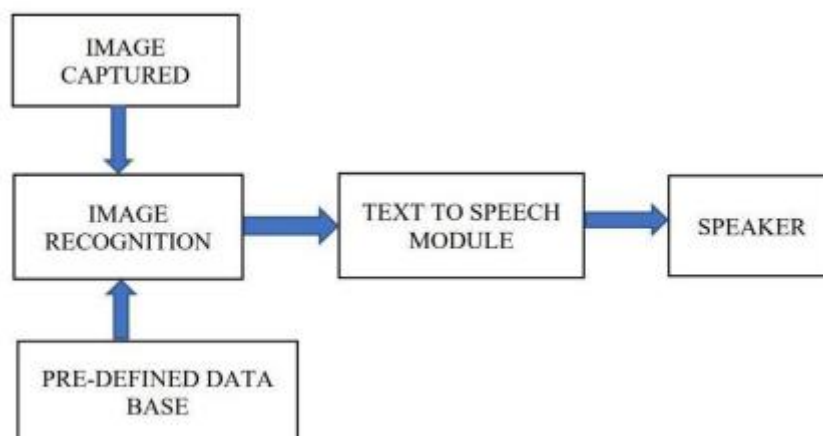 IMAGE
CAPTURED
IMAGE
RECOGNITION
TEXT TO SPEECH
MODULE
SPEAKER
PRE-DEFINED DATA
BASE